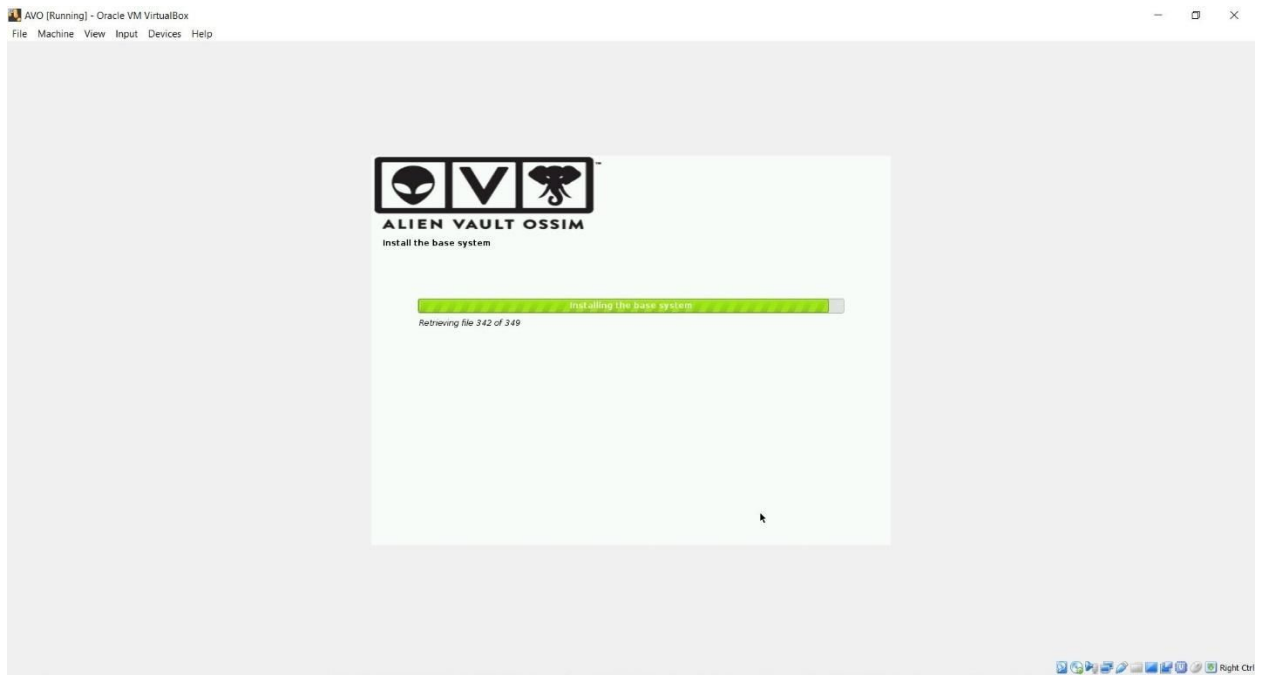 AVO [Running] - Oracle VM VirtualBox
File Machine View Input Devices Help
ALIEN VAULT OSSIM
Install the base system
Installing the base system
Retrieving file 342 of 349
Right Ctrl